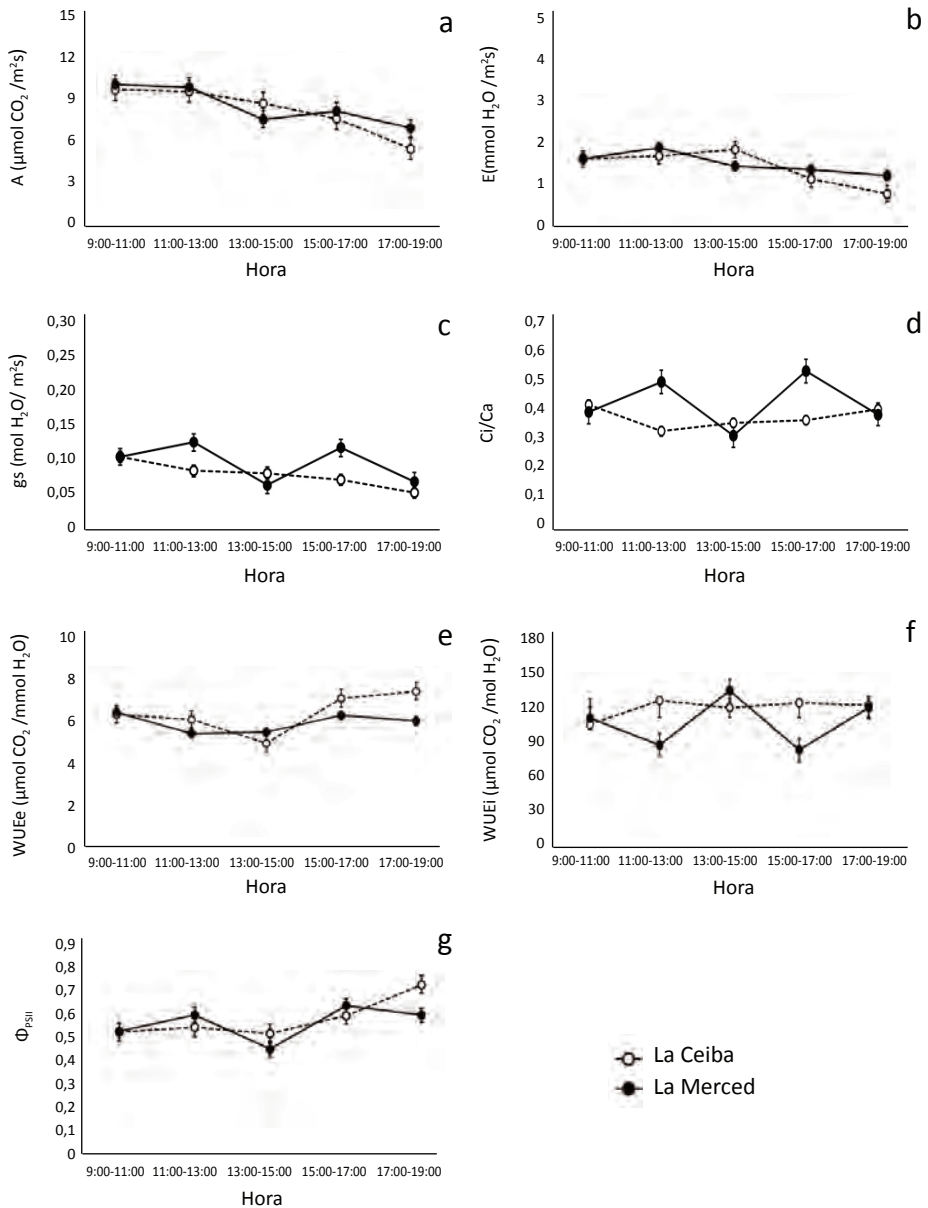 a
A (µmol CO₂ /m²s)
15
12
9
6
3
0
9:00-11:00 11:00-13:00 13:00-15:00 15:00-17:00 17:00-19:00
Hora
b
E(mmol H₂O /m²s)
5
4
3
2
1
0
9:00-11:00 11:00-13:00 13:00-15:00 15:00-17:00 17:00-19:00
Hora
c
gs (mol H₂O/ m²s)
0,30
0,25
0,20
0,15
0,10
0,05
0
9:00-11:00 11:00-13:00 13:00-15:00 15:00-17:00 17:00-19:00
Hora
d
Ci/Ca
0,7
0,6
0,5
0,4
0,3
0,2
0,1
0
9:00-11:00 11:00-13:00 13:00-15:00 15:00-17:00 17:00-19:00
Hora
e
WUEe (µmol CO₂ /mmol H₂O)
10
8
6
4
2
0
9:00-11:00 11:00-13:00 13:00-15:00 15:00-17:00 17:00-19:00
Hora
f
WUEi (µmol CO₂ /mol H₂O)
180
150
120
90
60
30
0
9:00-11:00 11:00-13:00 13:00-15:00 15:00-17:00 17:00-19:00
Hora
g
ΦPSII
0,9
0,8
0,7
0,6
0,5
0,4
0,3
0,2
0,1
0
9:00-11:00 11:00-13:00 13:00-15:00 15:00-17:00 17:00-19:00
Hora
La Ceiba
La Merced